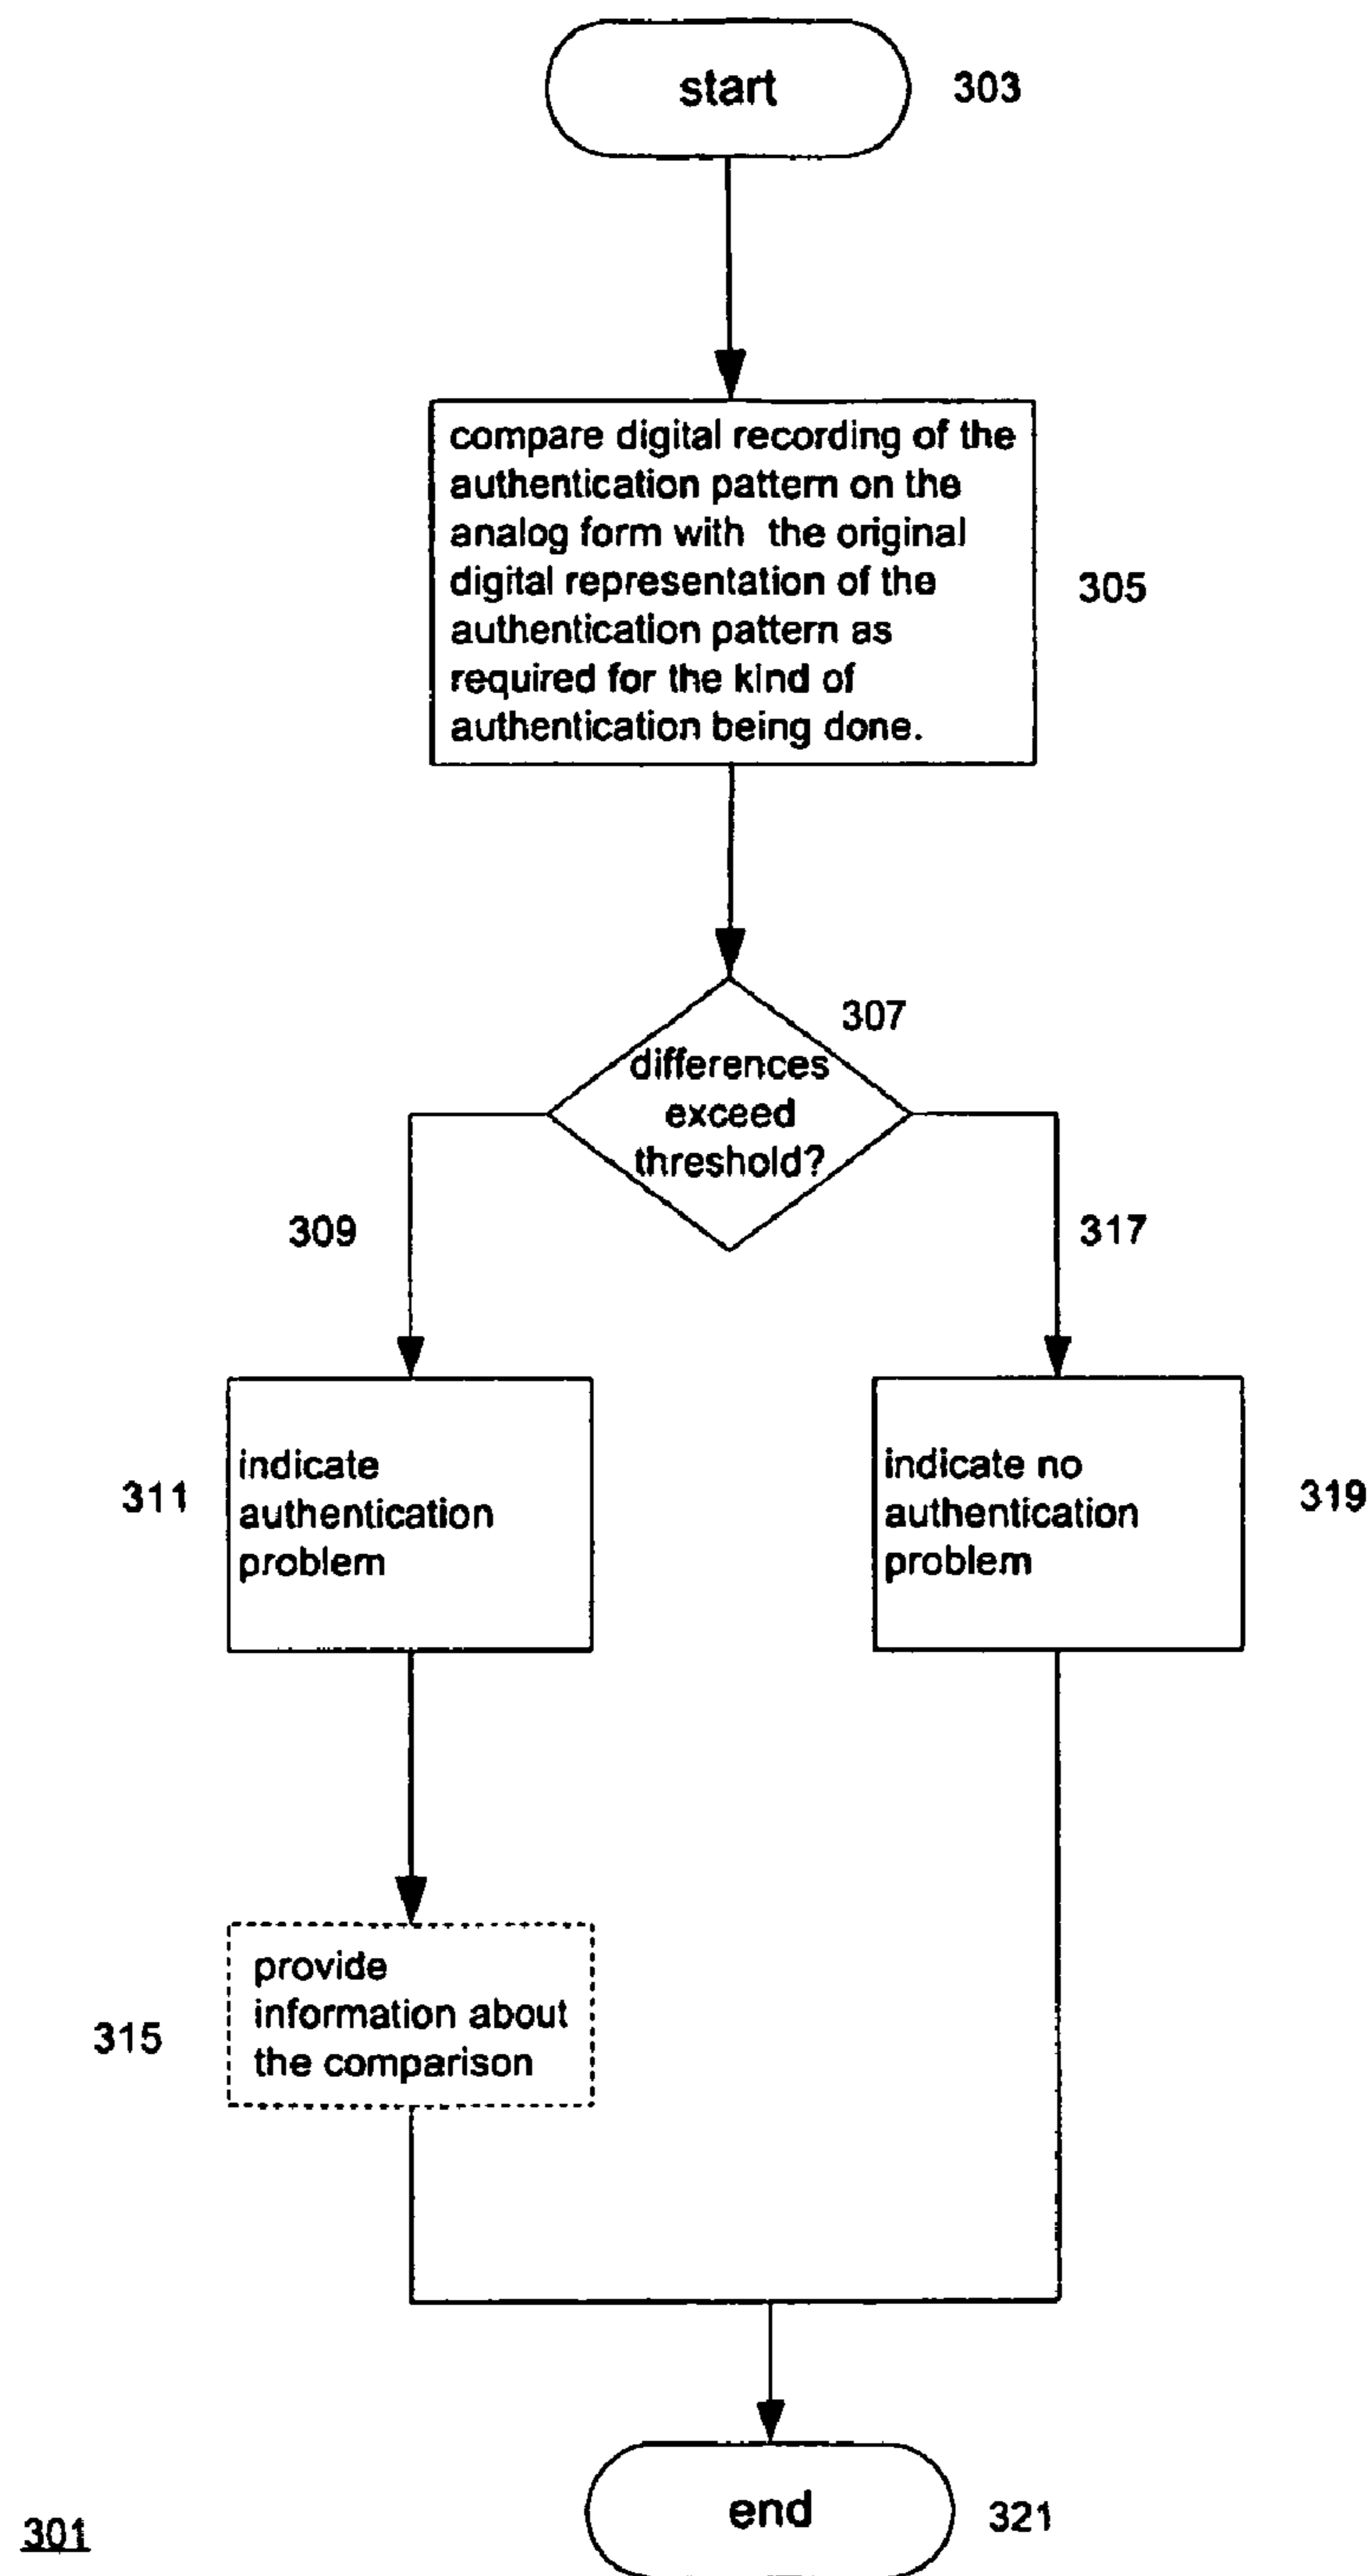 start
303
compare digital recording of the
authentication pattern on the
analog form with the original
digital representation of the
authentication pattern as
required for the kind of
authentication being done.
305
307
differences
exceed
threshold?
309
317
311
indicate
authentication
problem
indicate no
authentication
problem
319
315
provide
information about
the comparison
end
321
301